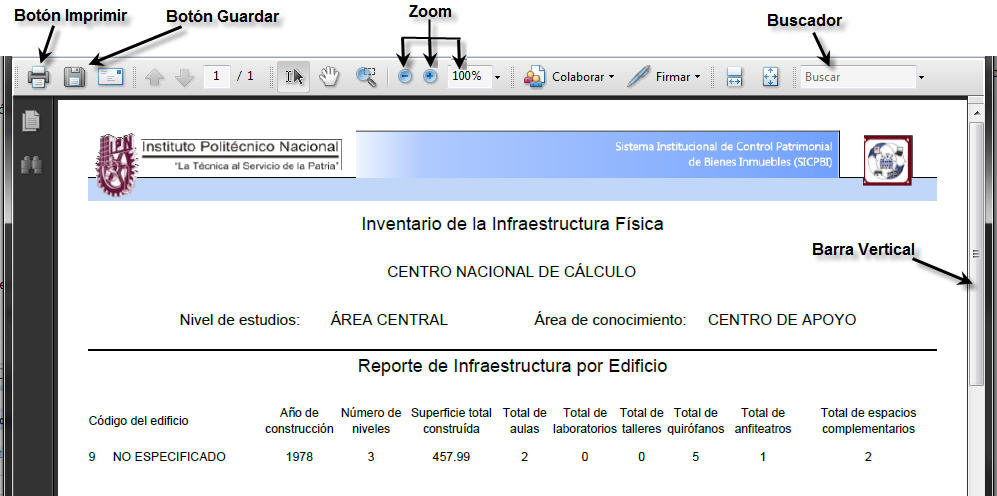 Botón Imprimir
Botón Guardar
Zoom
Buscador
1 / 1
100%
Colaborar
Firmar
Buscar
Instituto Politécnico Nacional
"La Técnica al Servicio de la Patria"
Sistema Institucional de Control Patrimonial
de Bienes Inmuebles (SICPBI)
Inventario de la Infraestructura Física
CENTRO NACIONAL DE CÁLCULO
Barra Vertical
Nivel de estudios: ÁREA CENTRAL Área de conocimiento: CENTRO DE APOYO
Reporte de Infraestructura por Edificio
Código del edificio
Año de construcción
Número de niveles
Superficie total construída
Total de aulas
Total de laboratorios
Total de talleres
Total de quirófanos
Total de anfiteatros
Total de espacios complementarios
9 NO ESPECIFICADO 1978 3 457.99 2 0 0 5 1 2